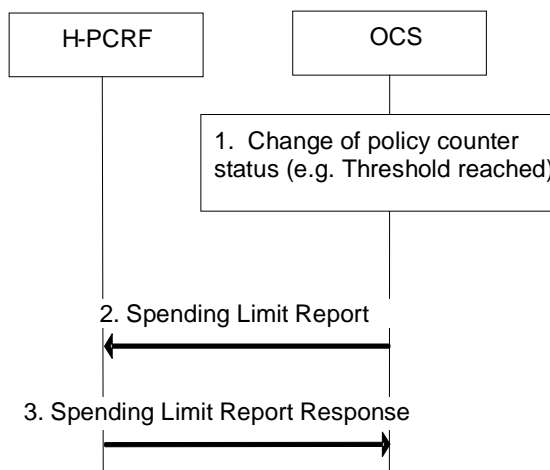 H-PCRF
OCS
1. Change of policy counter
status (e.g. Threshold reached)
2. Spending Limit Report
3. Spending Limit Report Response